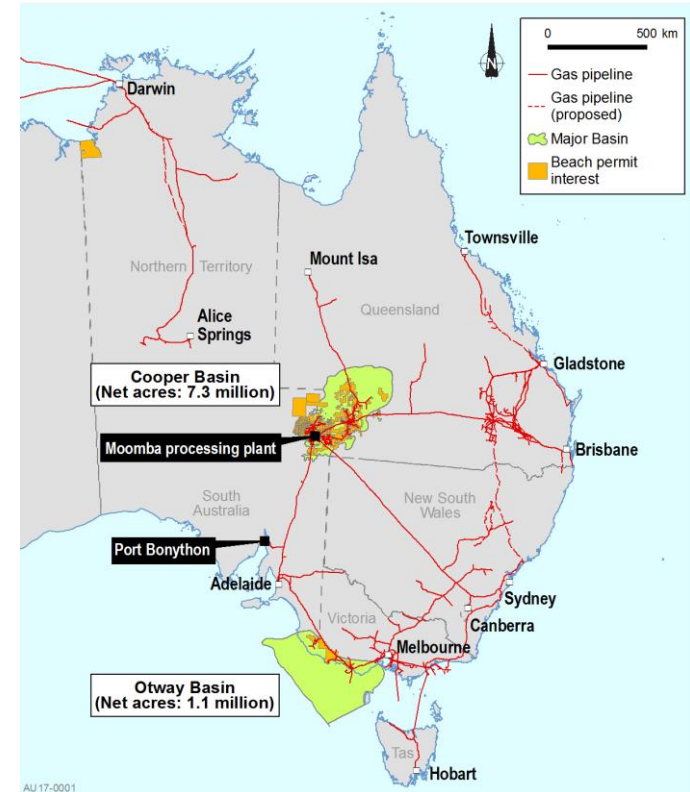 0 500 km
N
Gas pipeline
Gas pipeline
(proposed)
Major Basin
Beach permit
interest
Darwin
Townsville
Mount Isa
Northern Territory
Queensland
Alice
Springs
Gladstone
Cooper Basin
(Net acres: 7.3 million)
Moomba processing plant
Brisbane
South
Australia
New South
Wales
Port Bonython
Adelaide
Sydney
Canberra
Victoria
Melbourne
Otway Basin
(Net acres: 1.1 million)
Tas
Hobart
AU 17-0001